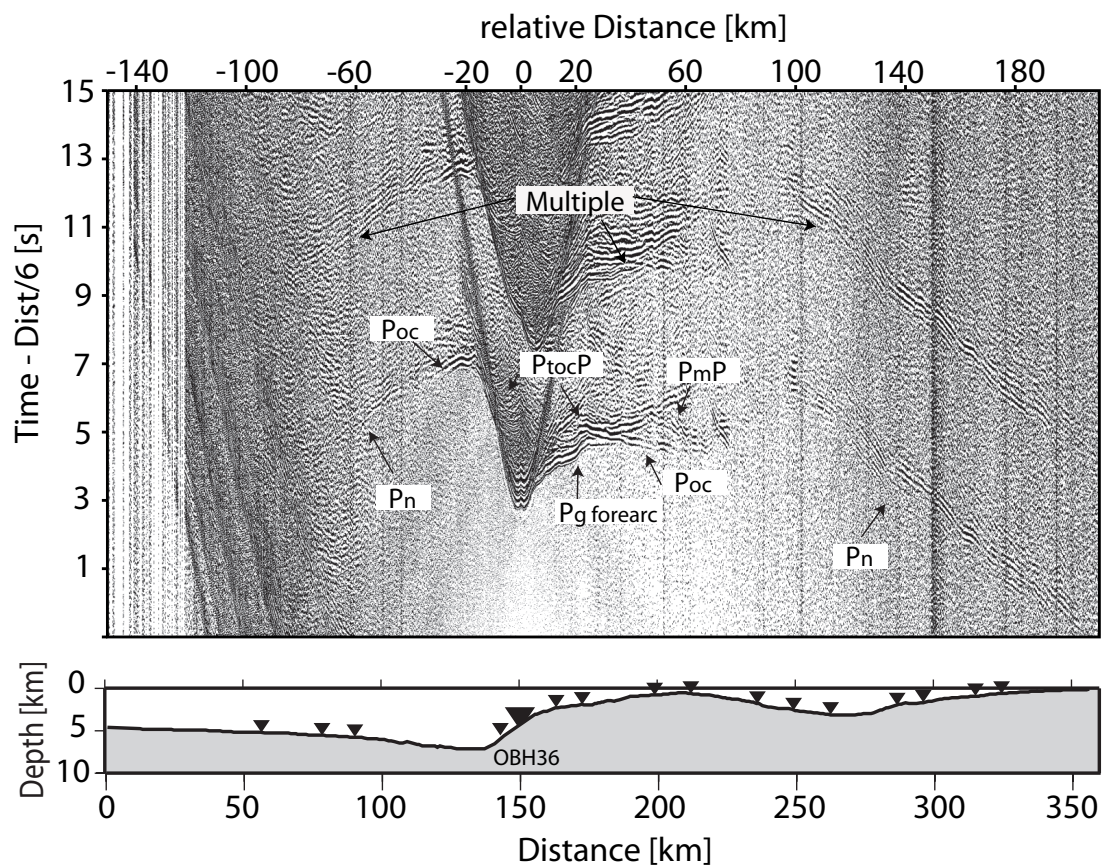 relative Distance [km]
-140 -100 -60 -20 0 20 60 100 140 180
Time - Dist/6 [s]
15
13
11
9
7
5
3
1
Multiple
Poc
PtocP
PmP
Pn
Pg forearc
Poc
Pn
Depth [km]
0
5
10
OBH36
0 50 100 150 200 250 300 350
Distance [km]